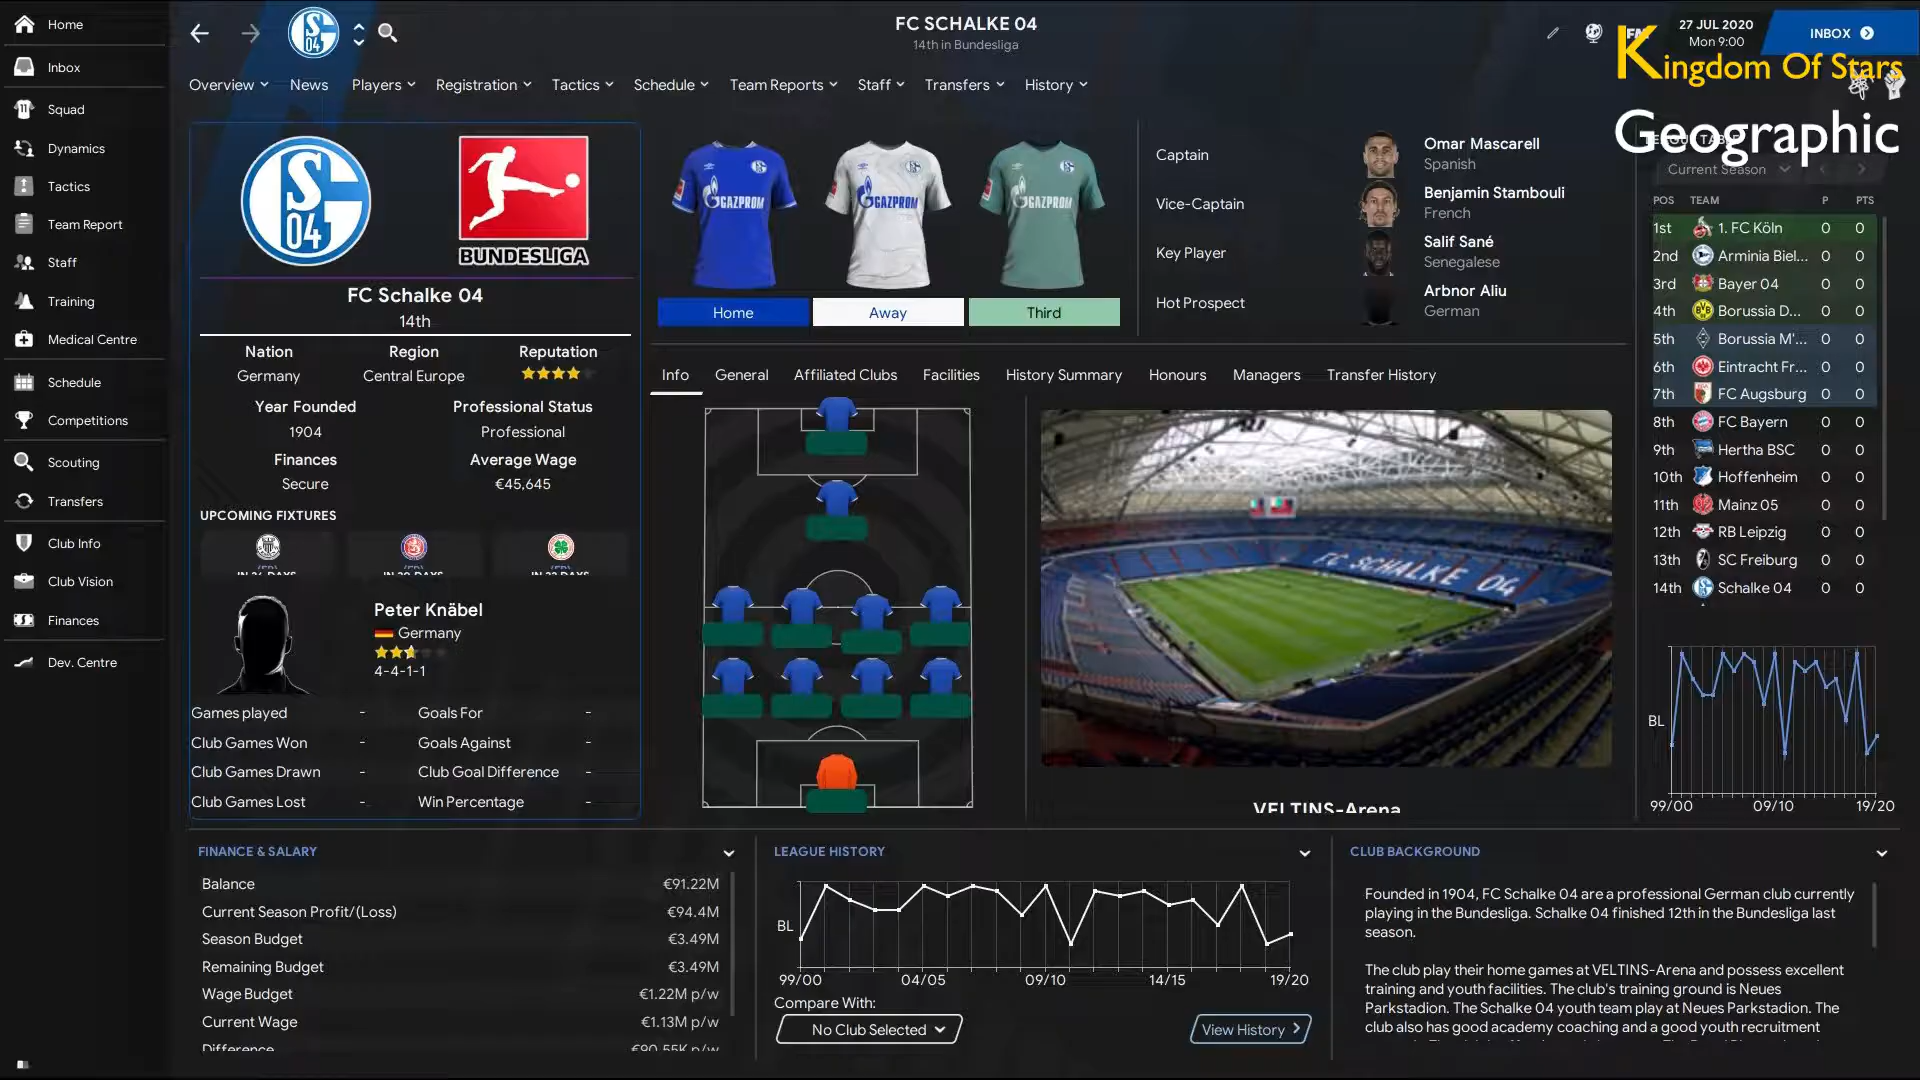 Home
Inbox
Squad
Dynamics
Tactics
Team Report
Staff
Training
Medical Centre
Schedule
Competitions
Scouting
Transfers
Club Info
Club Vision
Finances
Dev. Centre
FC SCHALKE 04
14th in Bundesliga
27 JUL 2020
Mon 9:00
INBOX
Kingdom Of Stars
Geographic
Overview News Players Registration Tactics Schedule Team Reports Staff Transfers History
BUNDESLIGA
FC Schalke 04
14th
Nation Region Reputation
Germany Central Europe
Year Founded Professional Status
1904 Professional
Finances Average Wage
Secure €45,645
UPCOMING FIXTURES
Peter Knäbel
Germany
4-4-1-1
Games played - Goals For -
Club Games Won - Goals Against -
Club Games Drawn - Club Goal Difference -
Club Games Lost - Win Percentage -
GAZPROM GAZPROM GAZPROM
Home Away Third
Captain Omar Mascarell
Spanish
Vice-Captain Benjamin Stambouli
French
Key Player Salif Sané
Senegalese
Hot Prospect Arbnor Aliu
German
Info General Affiliated Clubs Facilities History Summary Honours Managers Transfer History
FC SCHALKE 04
VELTINS-Arena
Current Season
POS TEAM P PTS
1st 1. FC Köln 0 0
2nd Arminia Biel... 0 0
3rd Bayer 04 0 0
4th Borussia D... 0 0
5th Borussia M'... 0 0
6th Eintracht Fr... 0 0
7th FC Augsburg 0 0
8th FC Bayern 0 0
9th Hertha BSC 0 0
10th Hoffenheim 0 0
11th Mainz 05 0 0
12th RB Leipzig 0 0
13th SC Freiburg 0 0
14th Schalke 04 0 0
BL
99/00 09/10 19/20
FINANCE & SALARY
Balance €91.22M
Current Season Profit/(Loss) €94.4M
Season Budget €3.49M
Remaining Budget €3.49M
Wage Budget €1.22M p/w
Current Wage €1.13M p/w
Difference €90.55K p/w
LEAGUE HISTORY
BL
99/00 04/05 09/10 14/15 19/20
Compare With:
No Club Selected
View History
CLUB BACKGROUND
Founded in 1904, FC Schalke 04 are a professional German club currently
playing in the Bundesliga. Schalke 04 finished 12th in the Bundesliga last
season.
The club play their home games at VELTINS-Arena and possess excellent
training and youth facilities. The club's training ground is Neues
Parkstadion. The Schalke 04 youth team play at Neues Parkstadion. The
club also has good academy coaching and a good youth recruitment